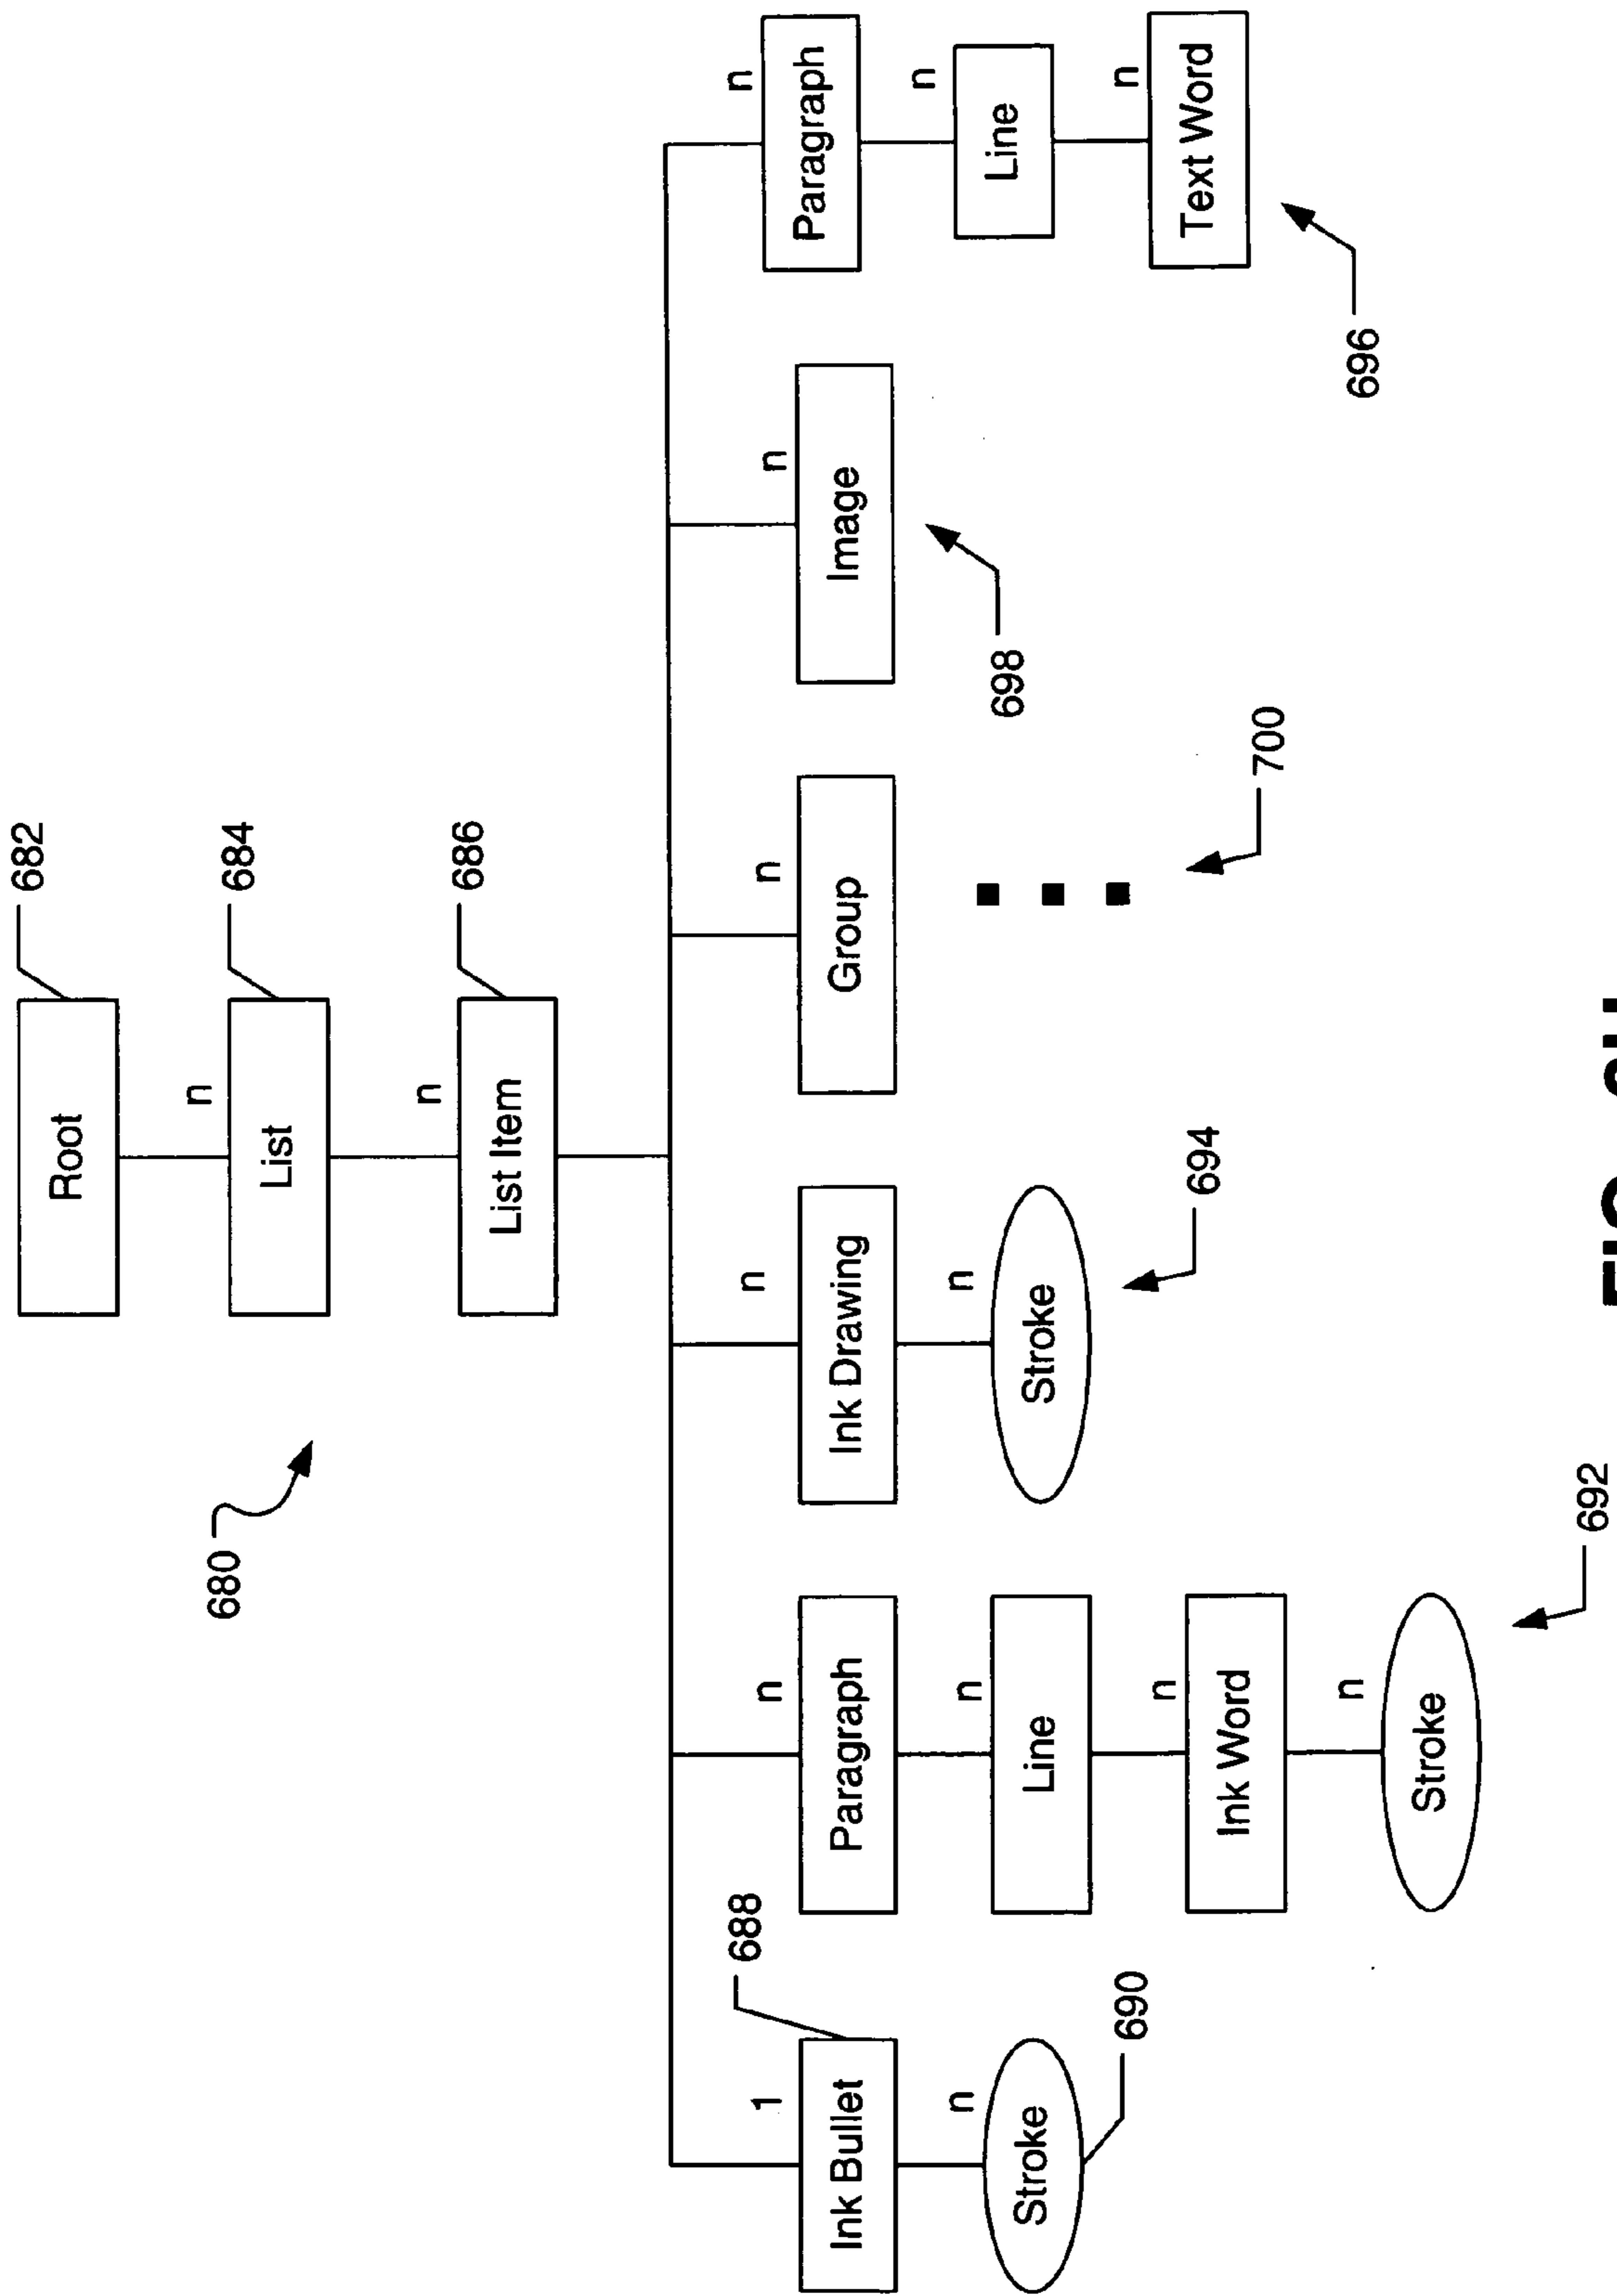 682
Root
n
680
684
List
n
686
List Item
1
688
n
n
n
n
n
Ink Bullet
Paragraph
Ink Drawing
Group
Image
Paragraph
n
n
n
n
Stroke
Line
Stroke
698
Line
690
n
694
n
Ink Word
700
Text Word
n
696
Stroke
692